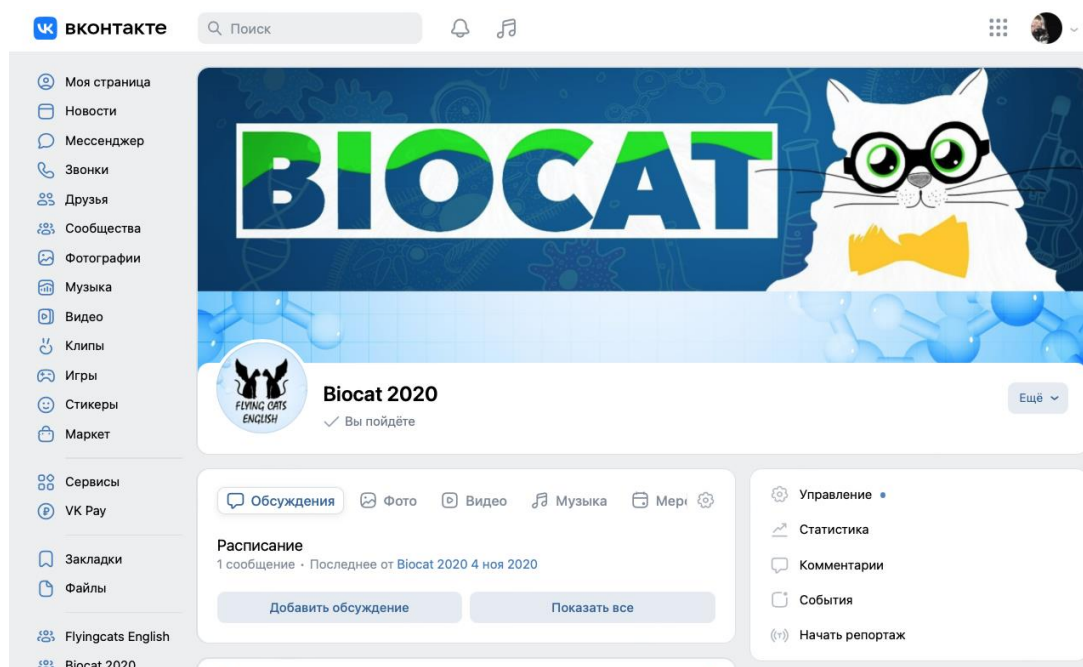 вконтакте
Поиск
Моя страница
Новости
Мессенджер
Звонки
Друзья
Сообщества
Фотографии
Музыка
Видео
Клипы
Игры
Стикеры
Маркет
Сервисы
VK Pay
Закладки
Файлы
Flyingcats English
Biocat 2020
BIOCAT
FLYING CATS
ENGLISH
Biocat 2020
Вы пойдёте
Ещё
Обсуждения Фото Видео Музыка Мер
Расписание
1 сообщение · Последнее от Biocat 2020 4 ноя 2020
Добавить обсуждение Показать все
Управление
Статистика
Комментарии
События
Начать репортаж